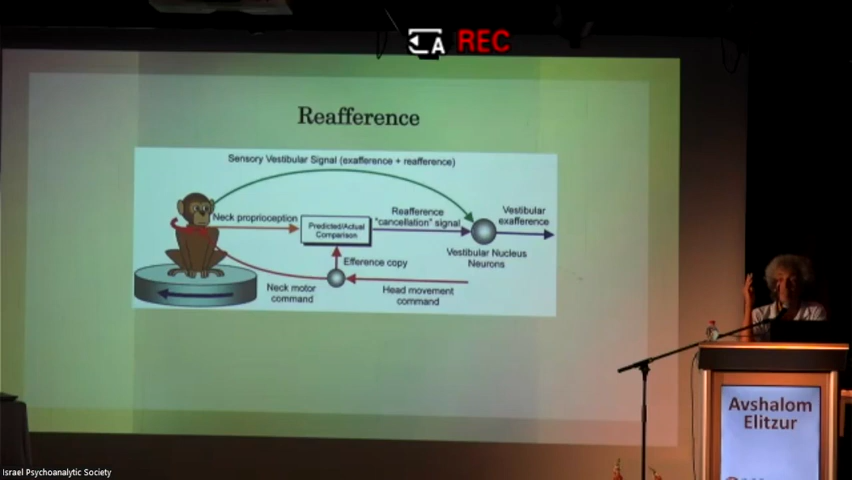 A REC
Reafference
Sensory Vestibular Signal (exafference + reafference)
Neck proprioception
Predicted/Actual
Comparison
Reafference
"cancellation" signal
Vestibular
exafference
Vestibular Nucleus
Neurons
Efference copy
Neck motor
command
Head movement
command
Avshalom
Elitzur
Israel Psychoanalytic Society